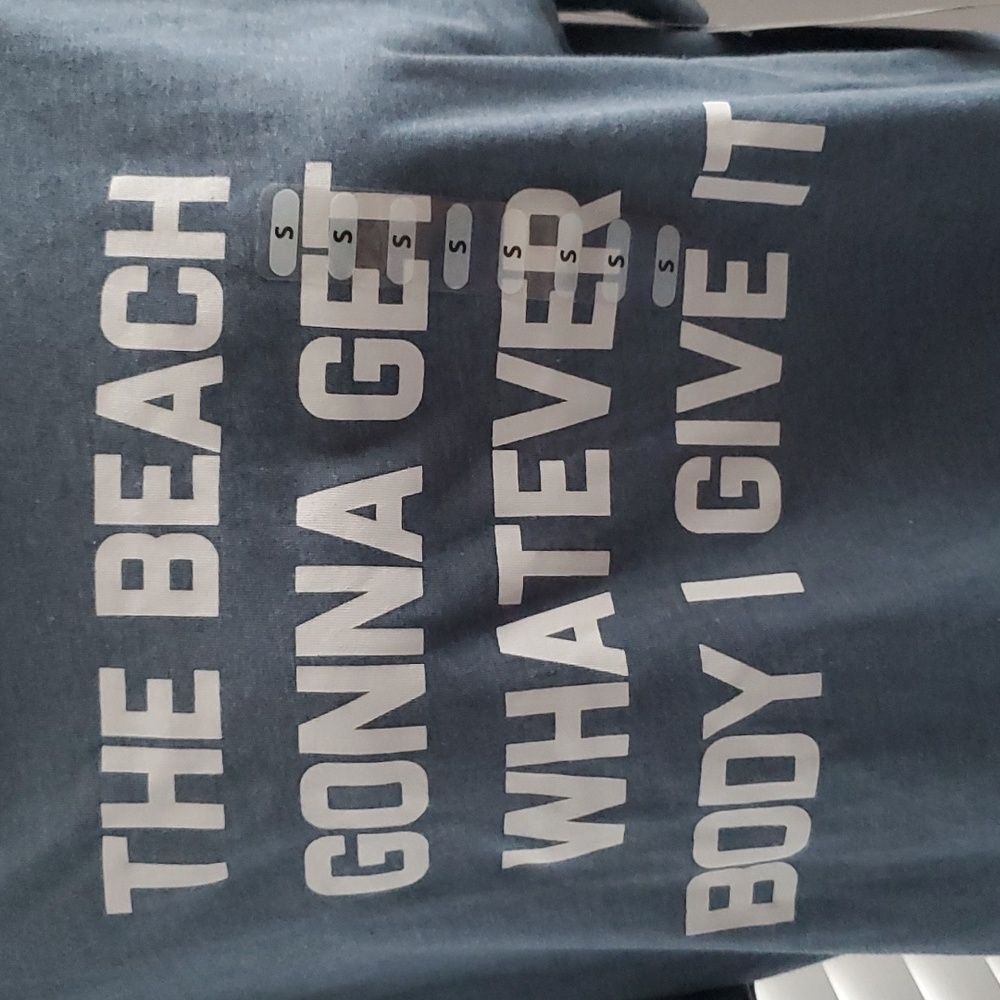 THE BEACH
GONNA GET
WHATEVER
BODY I GIVE IT
S S S S S S S S